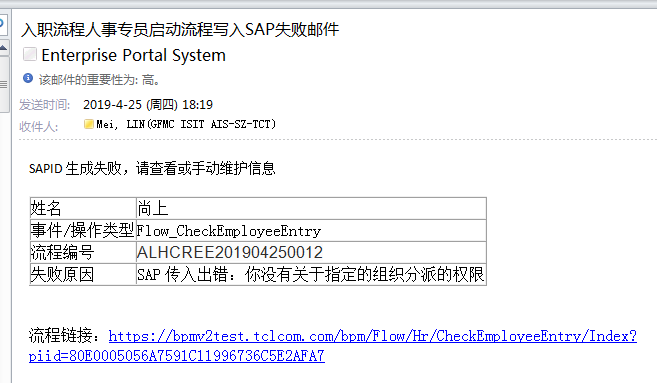 入职流程人事专员启动流程写入SAP失败邮件
Enterprise Portal System
该邮件的重要性为: 高。
发送时间: 2019-4-25 (周四) 18:19
收件人: Mei, LIN(GFMC ISIT AIS-SZ-TCT)
SAPID 生成失败，请查看或手动维护信息
姓名 尚上
事件/操作类型 Flow_CheckEmployeeEntry
流程编号 ALHCREE201904250012
失败原因 SAP 传入出错：你没有关于指定的组织分派的权限
流程链接：https://bpmv2test.tclcom.com/bpm/Flow/Hr/CheckEmployeeEntry/Index?
piid=80E0005056A7591C11996736C5E2AFA7